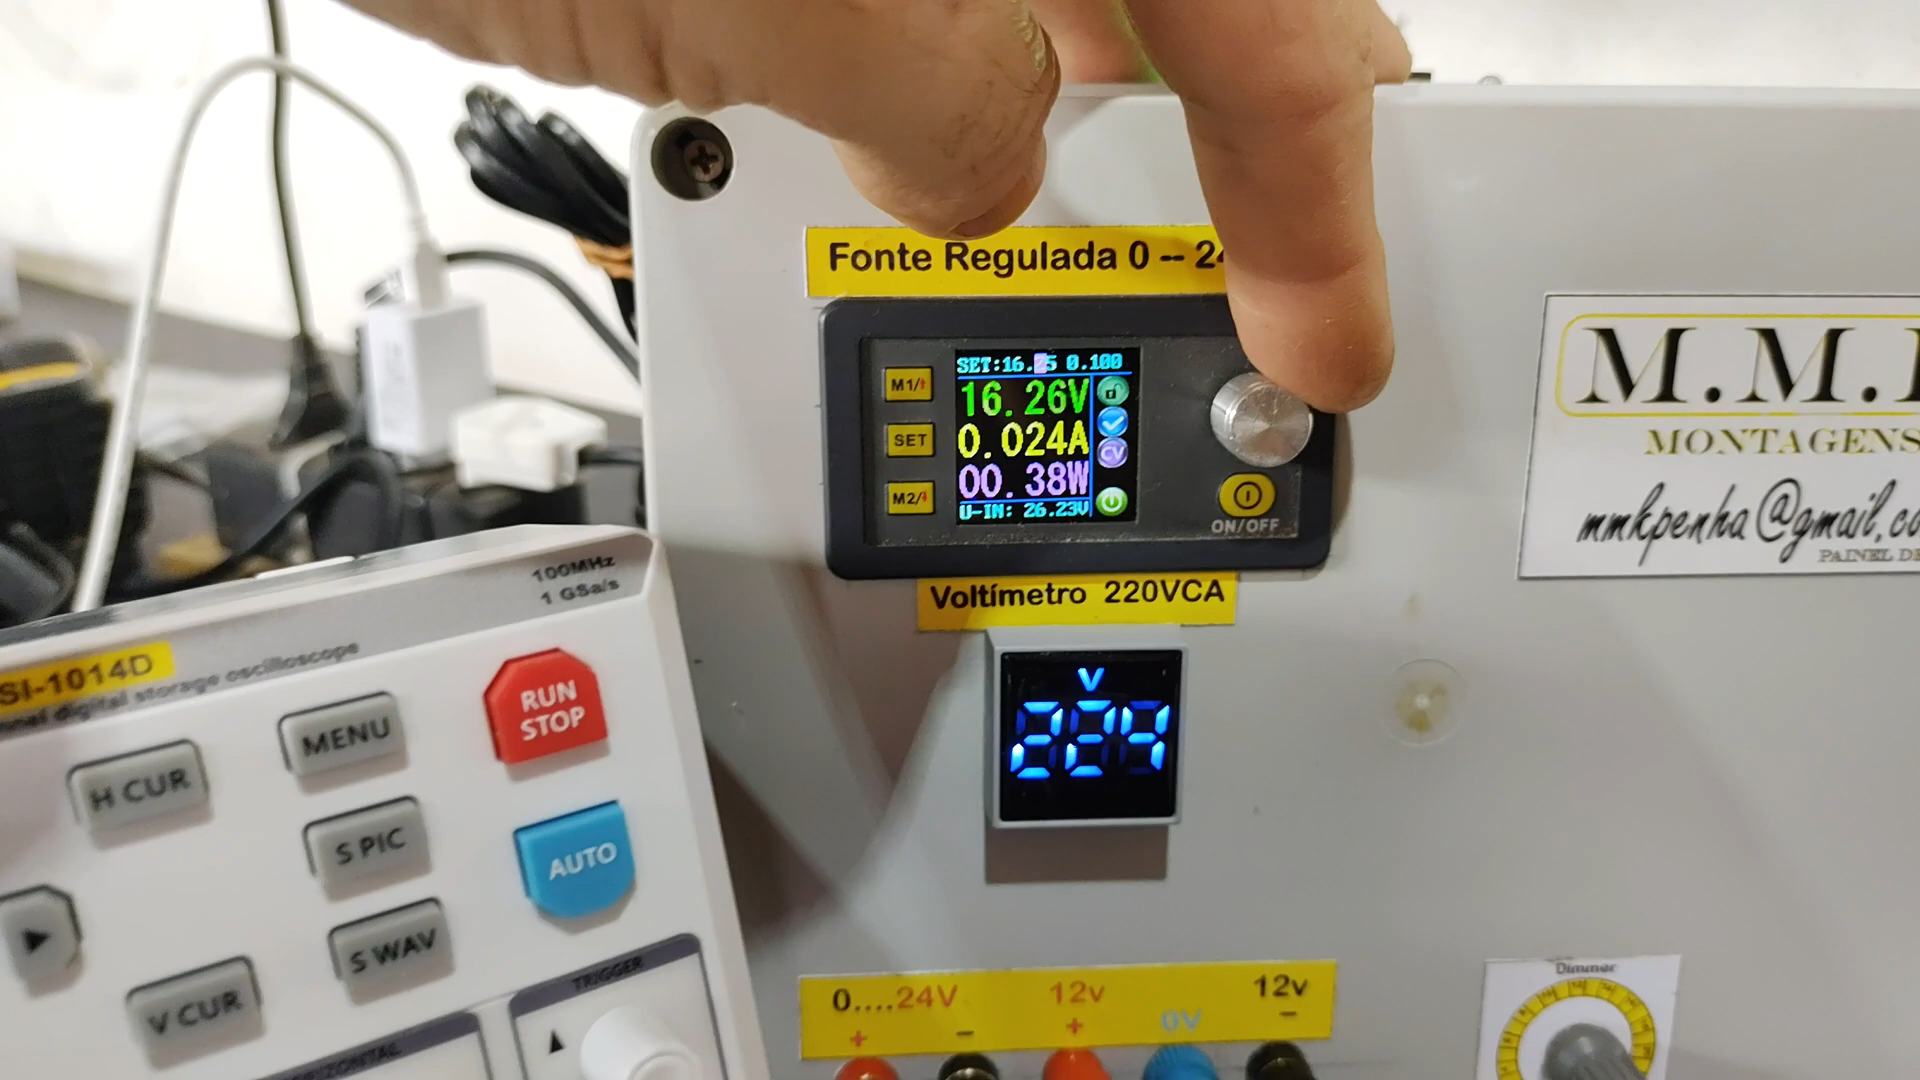 Fonte Regulada 0 -- 24
M1/
SET
M2/
SET:16.25 0.100
16.26V
0.024A
00.38W
U-IN: 26.23V
CV
ON/OFF
Voltímetro 220VCA
V
224
M.M.
MONTAGENS
mmkpenha@gmail.co
PAINEL DE
100MHz
1 GSa/s
SI-1014D
nal digital storage oscilloscope
H CUR
MENU
RUN
STOP
S PIC
AUTO
V CUR
S WAV
TRIGGER
HORIZONTAL
0....24V
+ -
12v
+
0V
12v
-
Dimmer